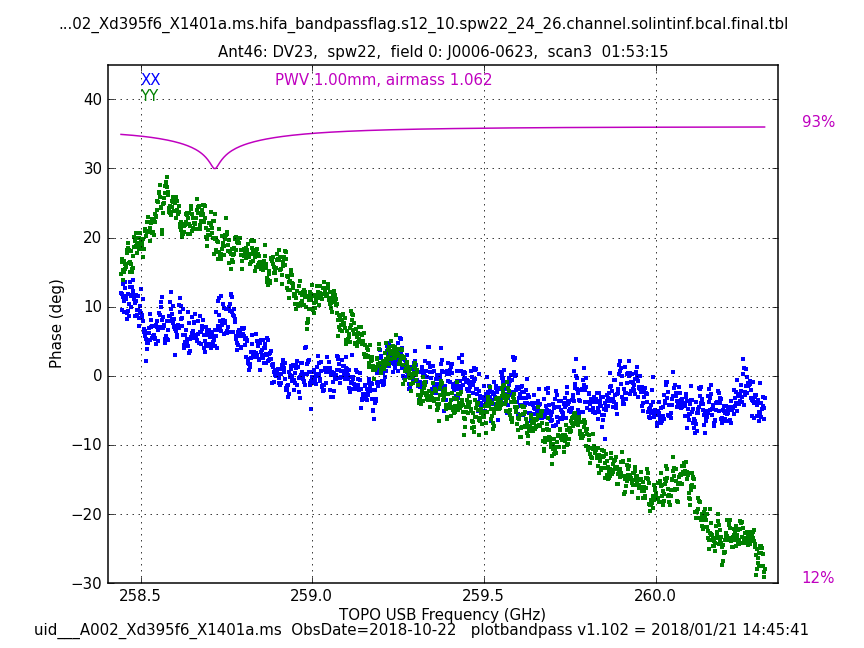 ...02_Xd395f6_X1401a.ms.hifa_bandpassflag.s12_10.spw22_24_26.channel.solintinf.bcal.final.tbl
Ant46: DV23,  spw22,  field 0: J0006-0623,  scan3  01:53:15
XX
PWV 1.00mm, airmass 1.062
YY
93%
12%
40
30
20
10
0
−10
−20
−30
Phase (deg)
258.5
259.0
259.5
260.0
TOPO USB Frequency (GHz)
uid___A002_Xd395f6_X1401a.ms  ObsDate=2018-10-22   plotbandpass v1.102 = 2018/01/21 14:45:41